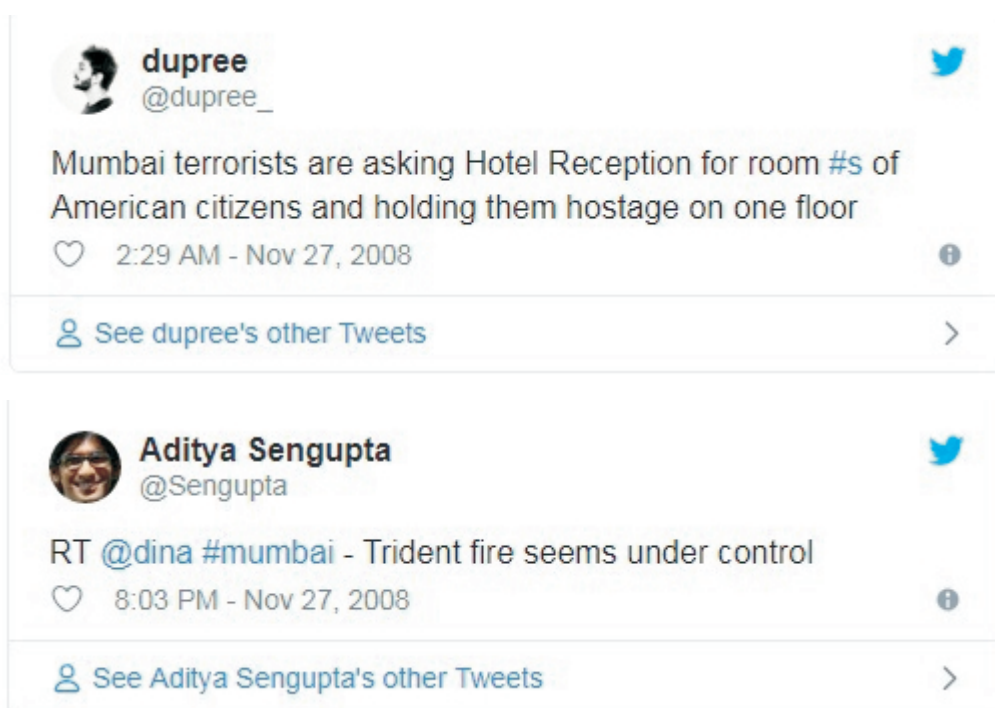 dupree
@dupree_
Mumbai terrorists are asking Hotel Reception for room #s of
American citizens and holding them hostage on one floor
2:29 AM - Nov 27, 2008
See dupree's other Tweets
Aditya Sengupta
@Sengupta
RT @dina #mumbai - Trident fire seems under control
8:03 PM - Nov 27, 2008
See Aditya Sengupta's other Tweets